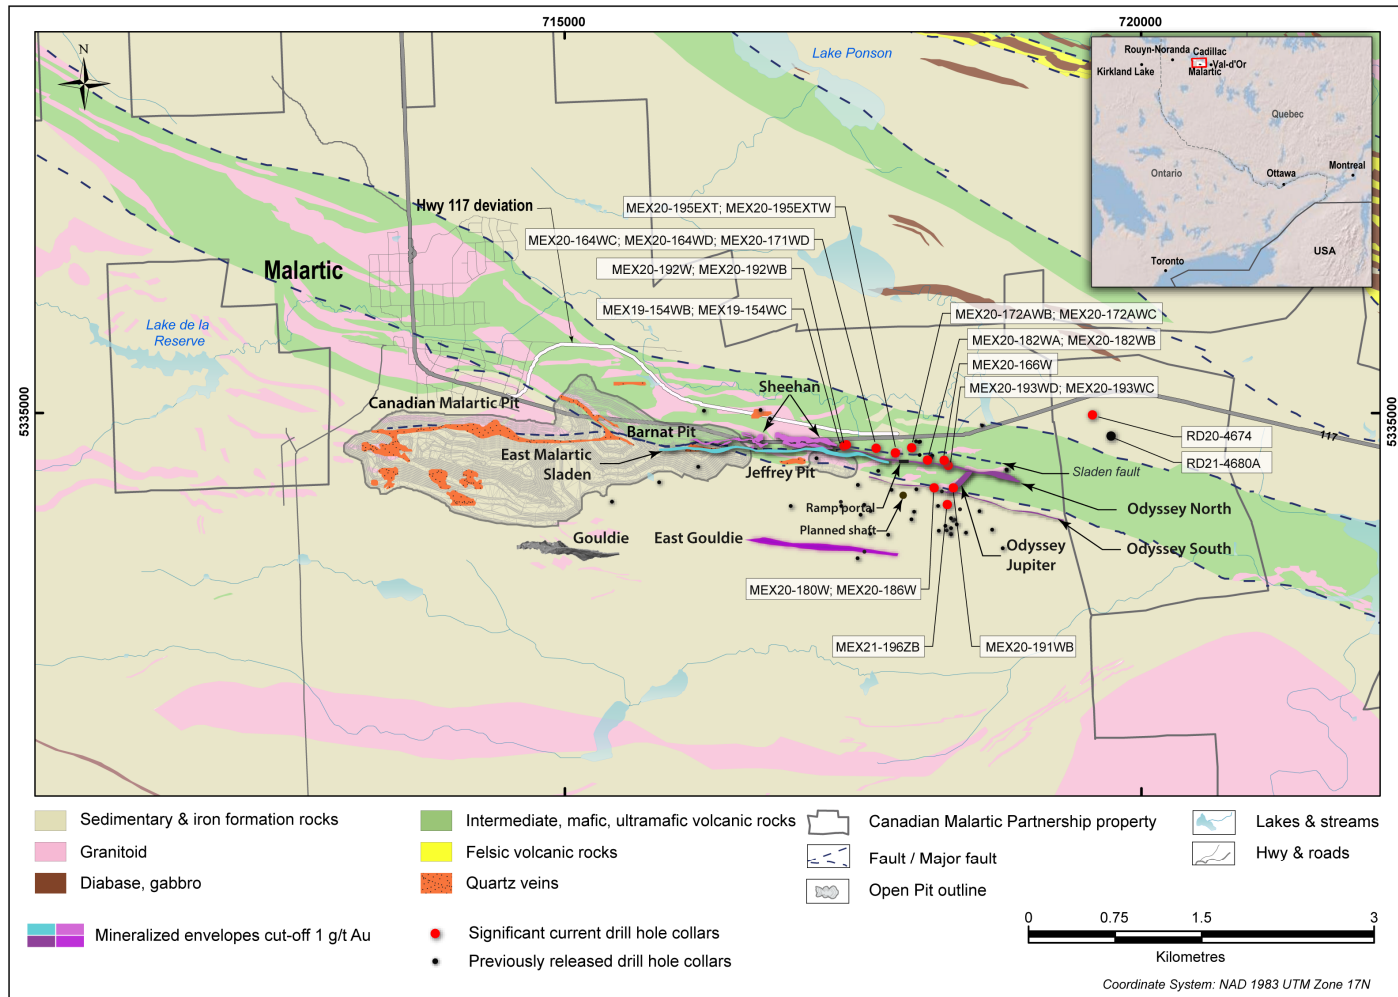 715000
720000
N
Lake Ponson
Rouyn-Noranda
Cadillac
Kirkland Lake
Val-d'Or
Malartic
Quebec
Ontario
Ottawa
Montreal
Toronto
USA
Hwy 117 deviation
MEX20-195EXT; MEX20-195EXTW
MEX20-164WC; MEX20-164WD; MEX20-171WD
Malartic
MEX20-192W; MEX20-192WB
MEX19-154WB; MEX19-154WC
MEX20-172AWB; MEX20-172AWC
Lake de la
Reserve
MEX20-182WA; MEX20-182WB
MEX20-166W
Sheehan
MEX20-193WD; MEX20-193WC
Canadian Malartic Pit
5335000
5335000
Barnat Pit
RD20-4674
117
East Malartic
Sladen
RD21-4680A
Jeffrey Pit
Sladen fault
Ramp portal
Odyssey North
Planned shaft
Gouldie
East Gouldie
Odyssey
Jupiter
Odyssey South
MEX20-180W; MEX20-186W
MEX21-196ZB
MEX20-191WB
Sedimentary & iron formation rocks
Intermediate, mafic, ultramafic volcanic rocks
Canadian Malartic Partnership property
Lakes & streams
Granitoid
Felsic volcanic rocks
Fault / Major fault
Hwy & roads
Diabase, gabbro
Quartz veins
Open Pit outline
Mineralized envelopes cut-off 1 g/t Au
Significant current drill hole collars
Previously released drill hole collars
0 0.75 1.5 3
Kilometres
Coordinate System: NAD 1983 UTM Zone 17N